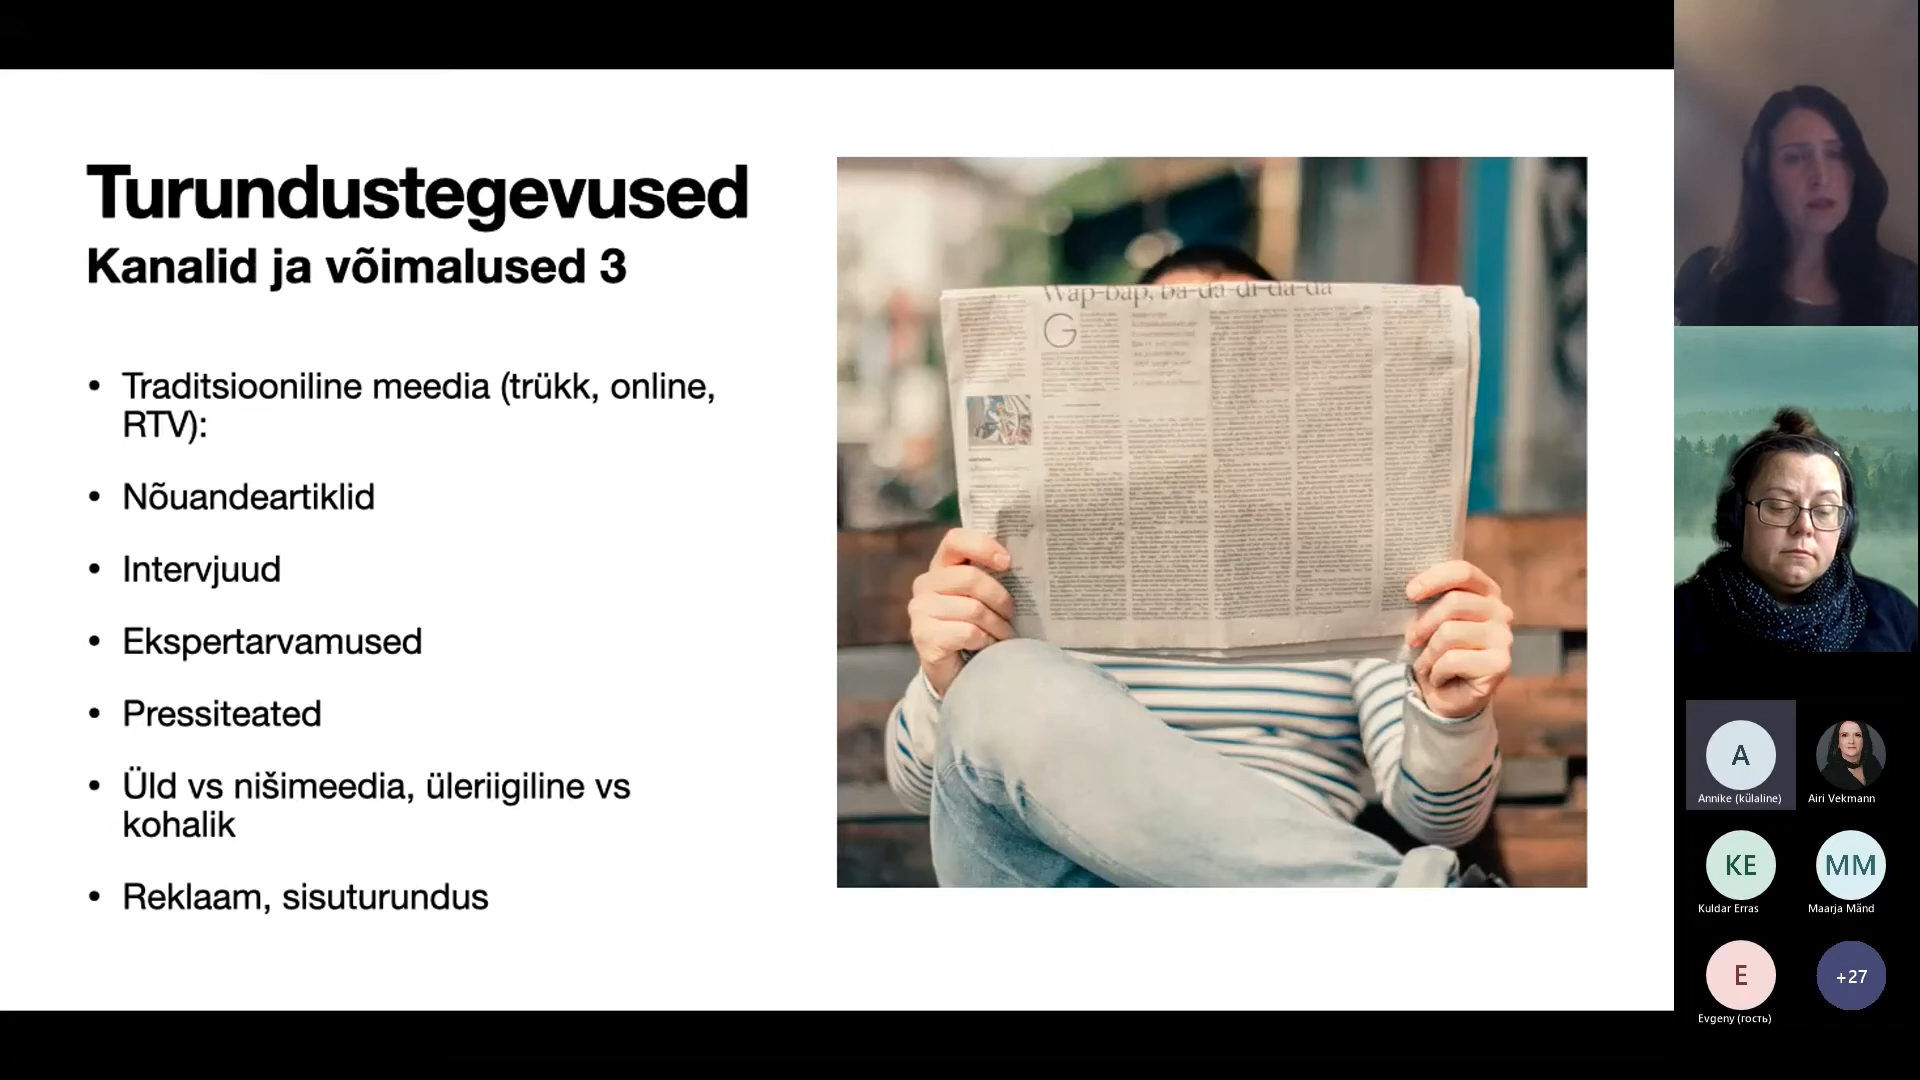 Turundustegevused
Kanalid ja võimalused 3
• Traditsiooniline meedia (trükk, online,
RTV):
• Nõuandeartiklid
• Intervjuud
• Ekspertarvamused
• Pressiteated
• Üld vs nišimeedia, üleriigiline vs
kohalik
• Reklaam, sisuturundus
Wap-bap, ba-da-di-da-da
G
A
Annike (külaline)
Airi Vekmann
KE
Kuldar Erras
MM
Maarja Mänd
E
Evgeny (гость)
+27